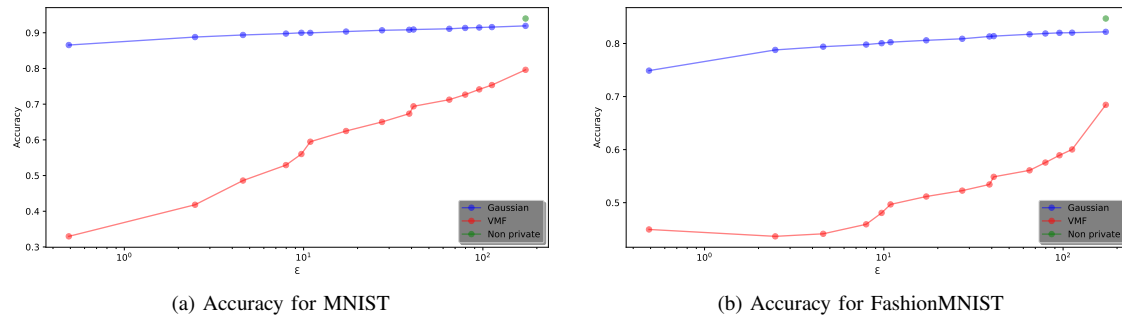 0.9
0.8
0.7
0.6
0.5
0.4
0.3
Accuracy
10⁰
10¹
10²
ε
Gaussian
VMF
Non private
(a) Accuracy for MNIST
0.8
0.7
0.6
0.5
Accuracy
10⁰
10¹
10²
ε
Gaussian
VMF
Non private
(b) Accuracy for FashionMNIST